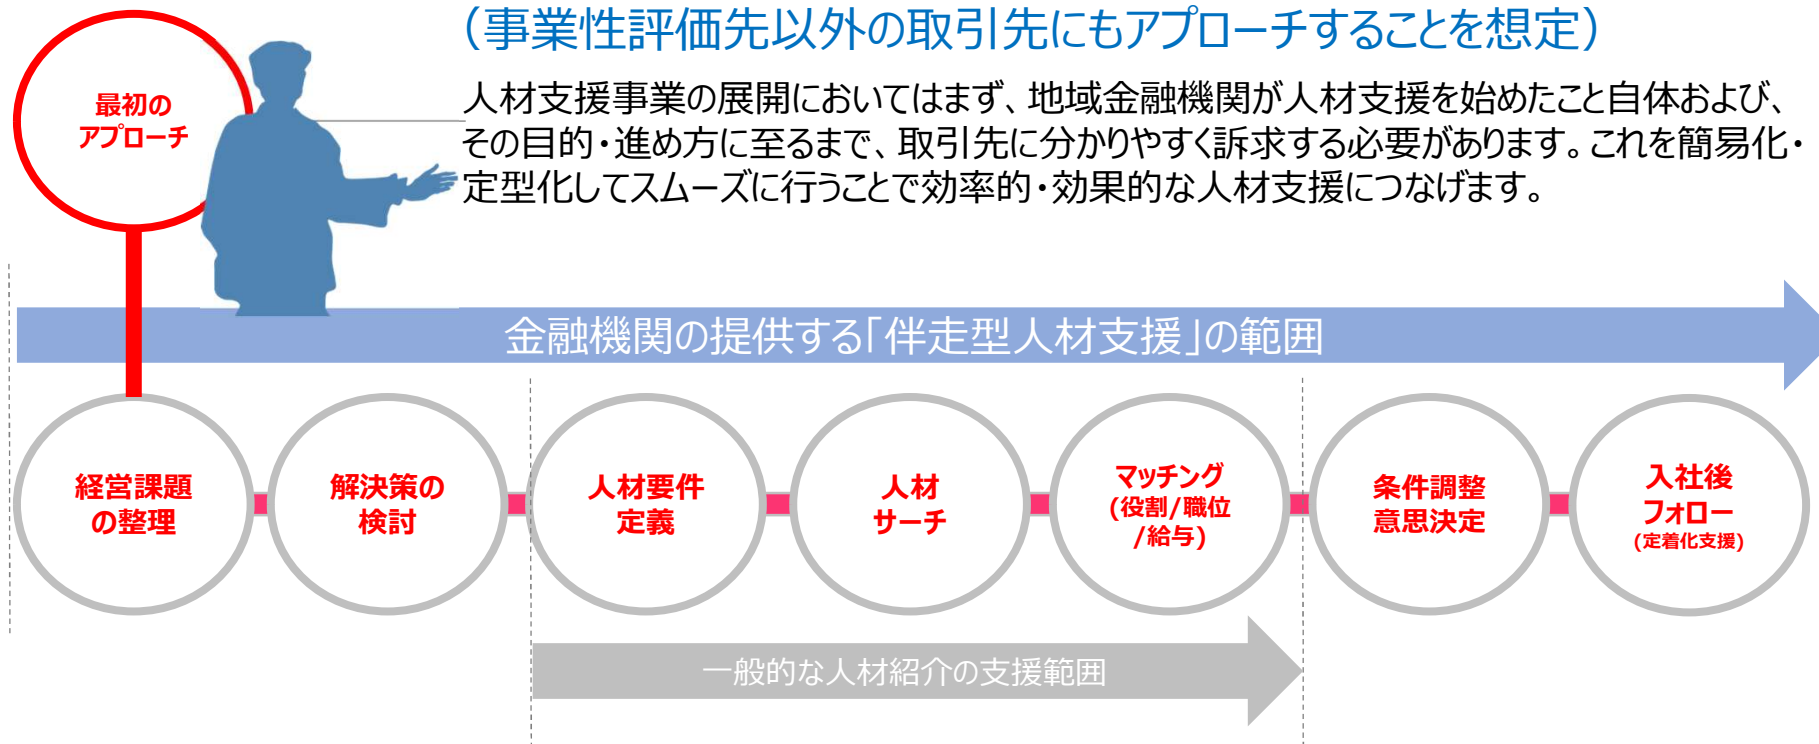 (事業性評価先以外の取引先にもアプローチすることを想定)
最初の
アプローチ
人材支援事業の展開においてはまず、地域金融機関が人材支援を始めたこと自体および、
その目的・進め方に至るまで、取引先に分かりやすく訴求する必要があります。これを簡易化・
定型化してスムーズに行うことで効率的・効果的な人材支援につなげます。
金融機関の提供する「伴走型人材支援」の範囲
経営課題
の整理
解決策の
検討
人材要件
定義
人材
サーチ
マッチング
(役割/職位
/給与)
条件調整
意思決定
入社後
フォロー
(定着化支援)
一般的な人材紹介の支援範囲